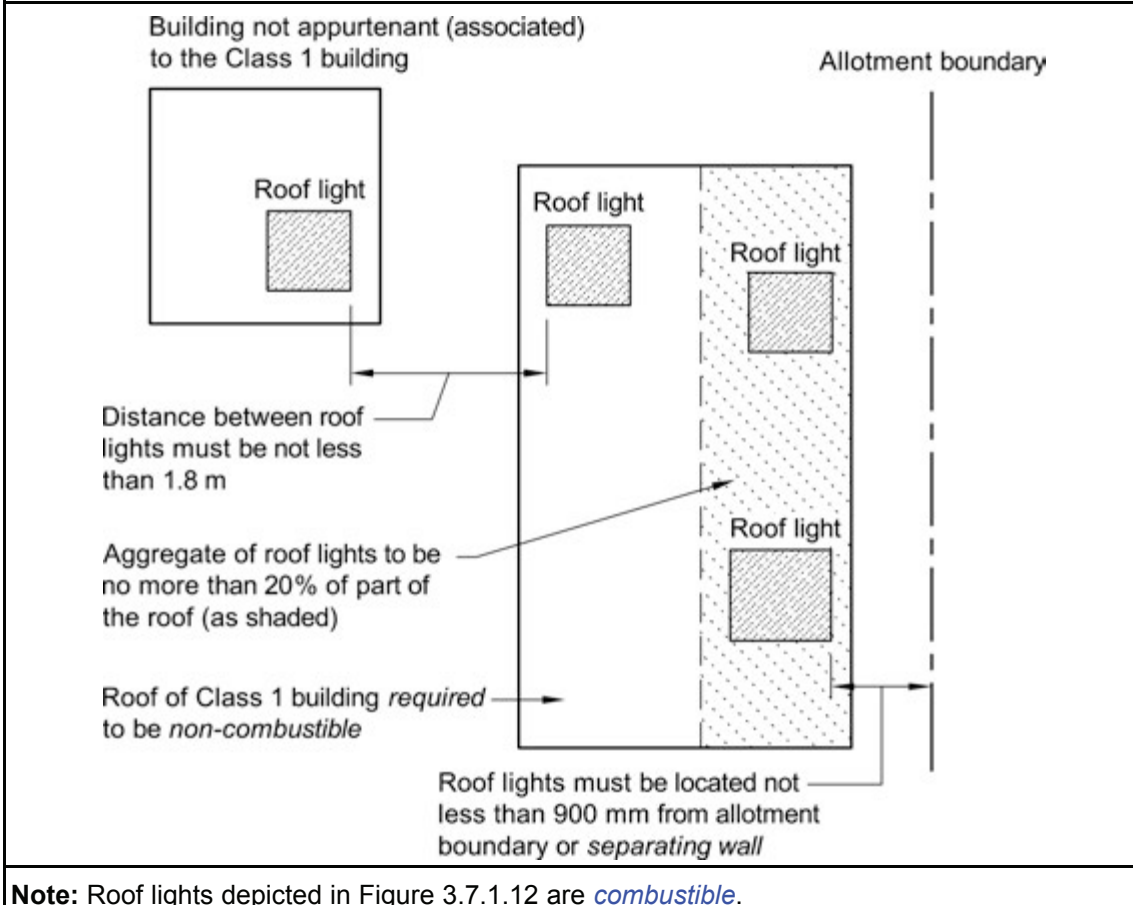 Building not appurtenant (associated)
to the Class 1 building
Allotment boundary
Roof light
Roof light
Roof light
Distance between roof
lights must be not less
than 1.8 m
Roof light
Aggregate of roof lights to be
no more than 20% of part of
the roof (as shaded)
Roof of Class 1 building required
to be non-combustible
Roof lights must be located not
less than 900 mm from allotment
boundary or separating wall
Note: Roof lights depicted in Figure 3.7.1.12 are combustible.